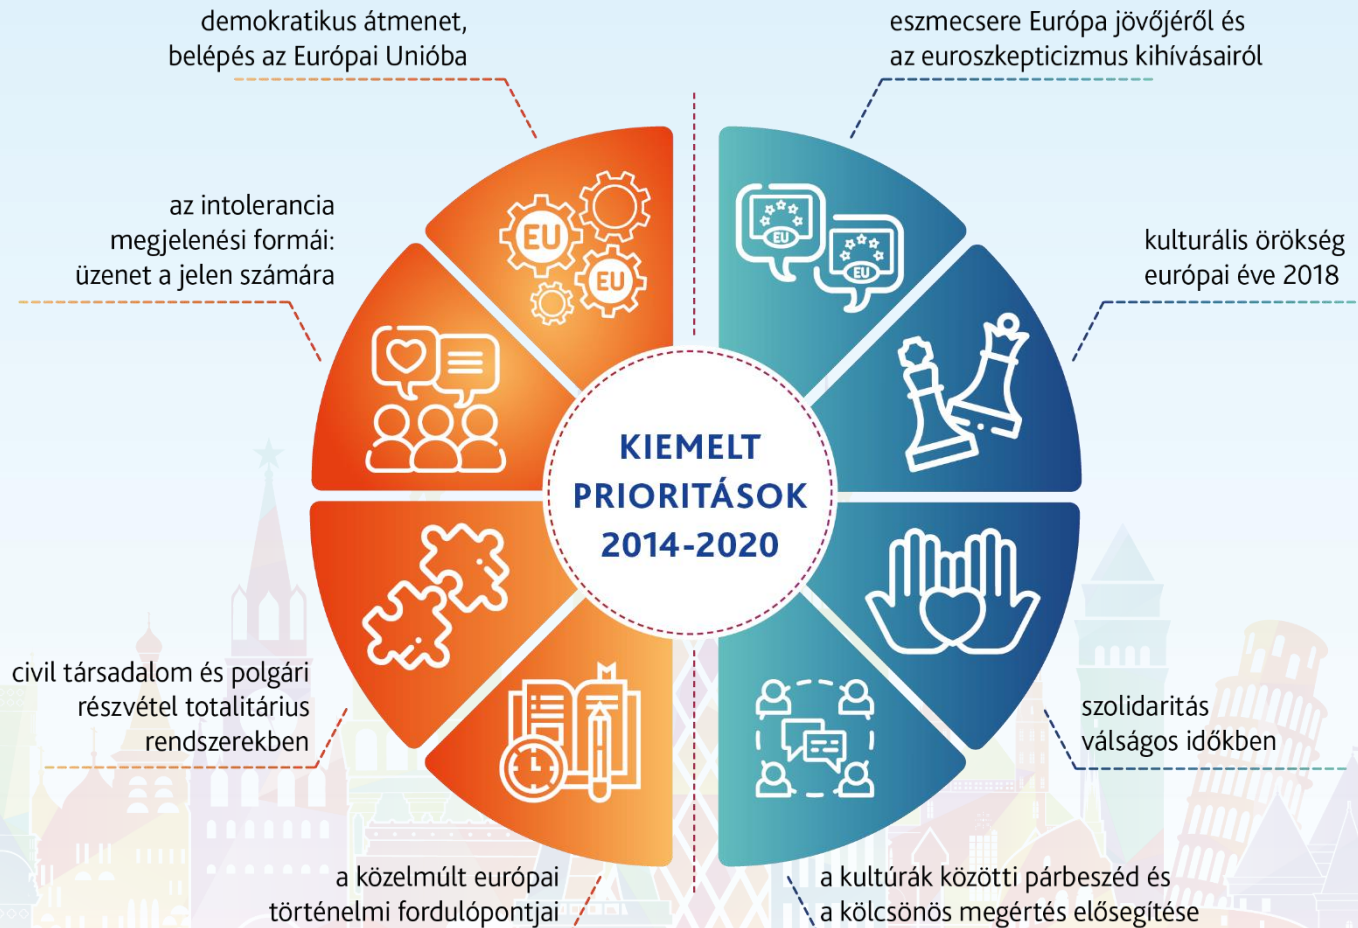 demokratikus átmenet,
belépés az Európai Unióba
eszmecsere Európa jövőjéről és
az euroszkepticizmus kihívásairól
az intolerancia
megjelenési formái:
üzenet a jelen számára
kulturális örökség
európai éve 2018
EU
EU
EU
EU
KIEMELT
PRIORITÁSOK
2014-2020
civil társadalom és polgári
részvétel totalitárius
rendszerekben
szolidaritás
válságos időkben
a közelmúlt európai
történelmi fordulópontjai
a kultúrák közötti párbeszéd és
a kölcsönös megértés elősegítése